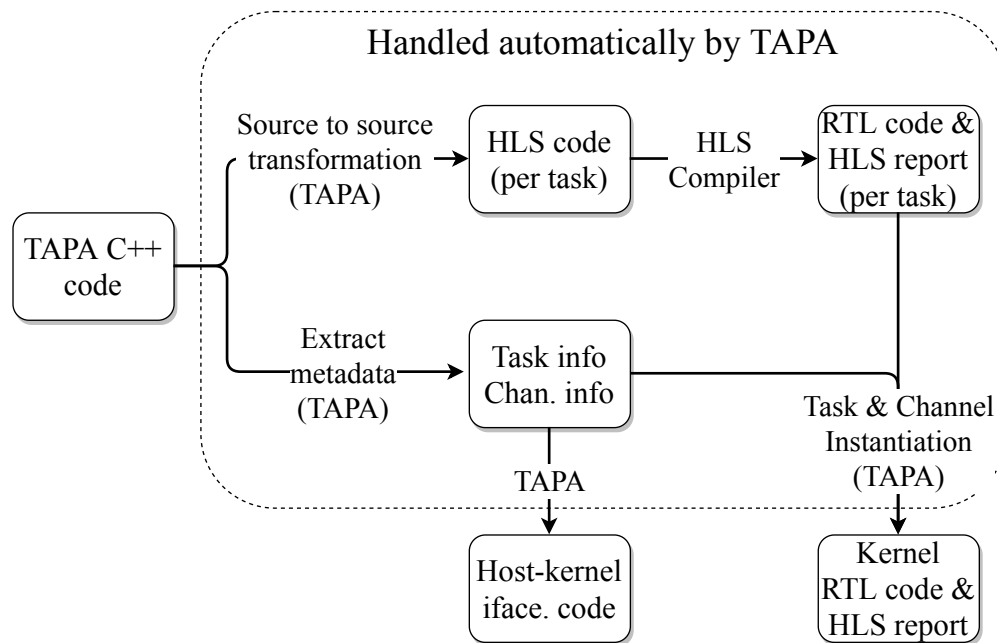 Handled automatically by TAPA
Source to source
transformation
(TAPA)
HLS code
(per task)
HLS
Compiler
RTL code &
HLS report
(per task)
TAPA C++
code
Extract
metadata
(TAPA)
Task info
Chan. info
Task & Channel
Instantiation
(TAPA)
TAPA
Host-kernel
iface. code
Kernel
RTL code &
HLS report